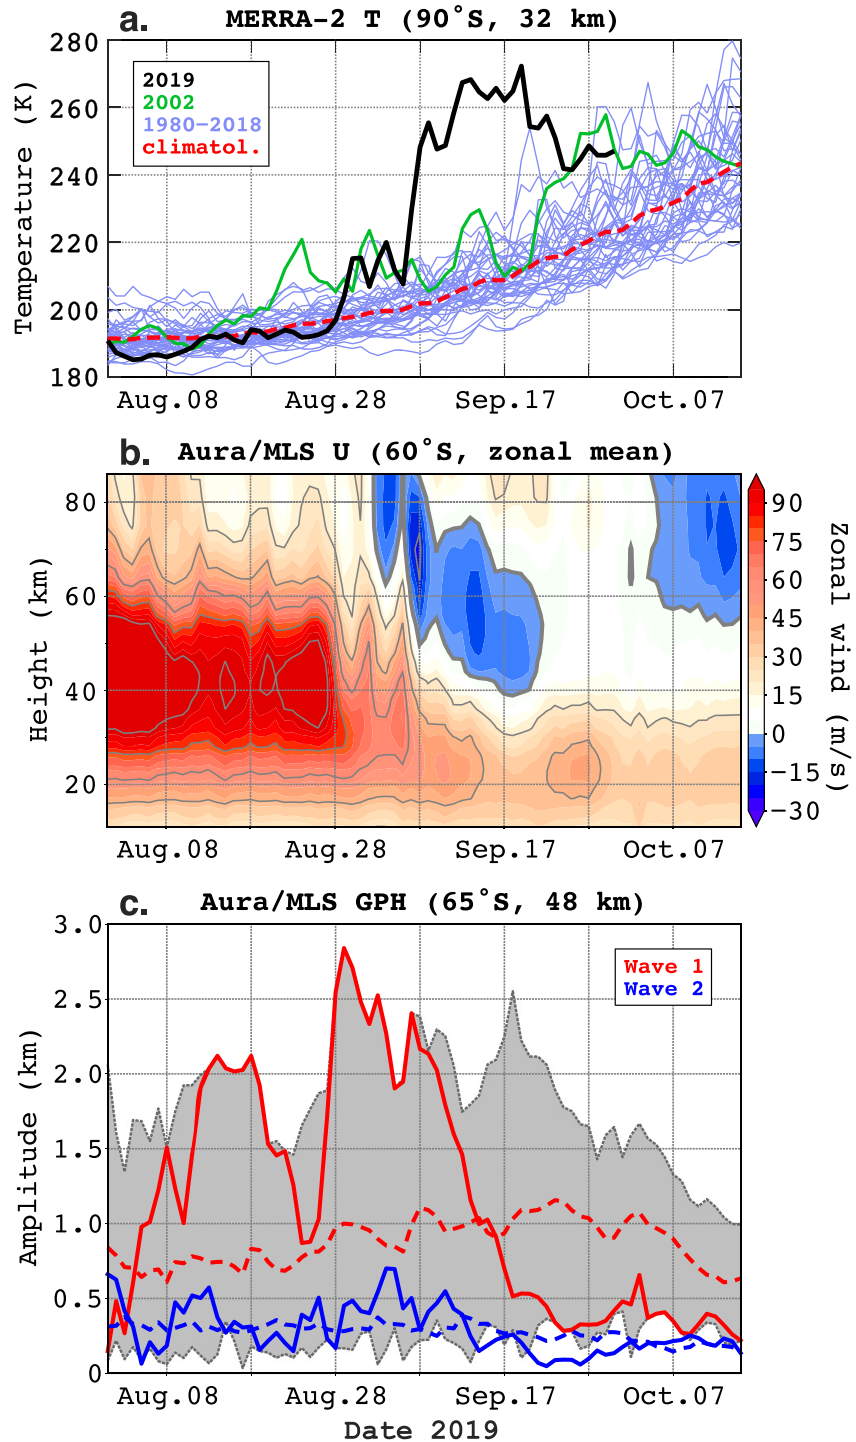 a. MERRA-2 T (90˚S, 32 km)
280
260
240
220
200
180
Temperature (K)
2019
2002
1980-2018
climatol.
Aug.08 Aug.28 Sep.17 Oct.07
b. Aura/MLS U (60˚S, zonal mean)
80
60
40
20
Height (km)
90
75
60
45
30
15
0
-15
-30
Zonal wind (m/s)
Aug.08 Aug.28 Sep.17 Oct.07
c. Aura/MLS GPH (65˚S, 48 km)
3.0
2.5
2.0
1.5
1.0
0.5
0
Amplitude (km)
Wave 1
Wave 2
Aug.08 Aug.28 Sep.17 Oct.07
Date 2019